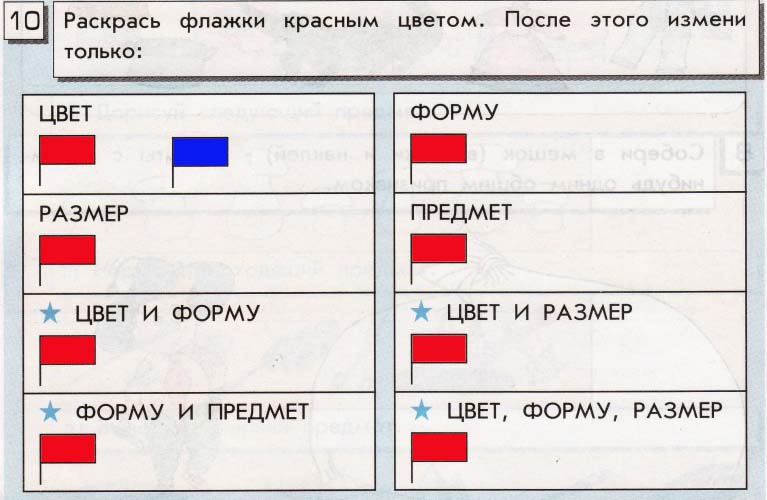 10 Раскрась флажки красным цветом. После этого измени
только:
ЦВЕТ
ФОРМУ
РАЗМЕР
ПРЕДМЕТ
ЦВЕТ И ФОРМУ
ЦВЕТ И РАЗМЕР
ФОРМУ И ПРЕДМЕТ
ЦВЕТ, ФОРМУ, РАЗМЕР